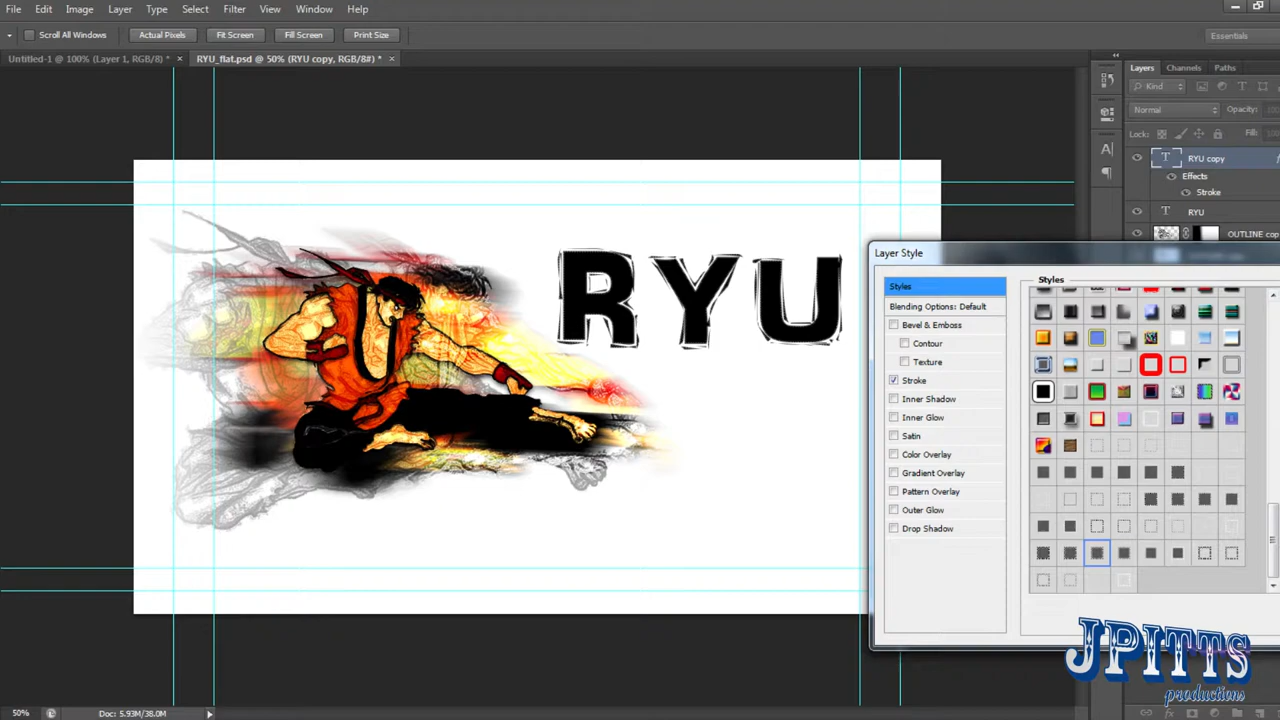 File Edit Image Layer Type Select Filter View Window Help
Scroll All Windows Actual Pixels Fit Screen Fill Screen Print Size
Essentials
Untitled-1 @ 100% (Layer 1, RGB/8) * × RYU_flat.psd @ 50% (RYU copy, RGB/8#) * ×
Layers Channels Paths
Kind
Normal Opacity:
Lock: Fill:
RYU copy
Effects
Stroke
RYU
OUTLINE cop
RYU
Layer Style
Styles
Blending Options: Default
Bevel & Emboss
Contour
Texture
Stroke
Inner Shadow
Inner Glow
Satin
Color Overlay
Gradient Overlay
Pattern Overlay
Outer Glow
Drop Shadow
Styles
JPITTS
productions
50% Doc: 5.93M/38.0M